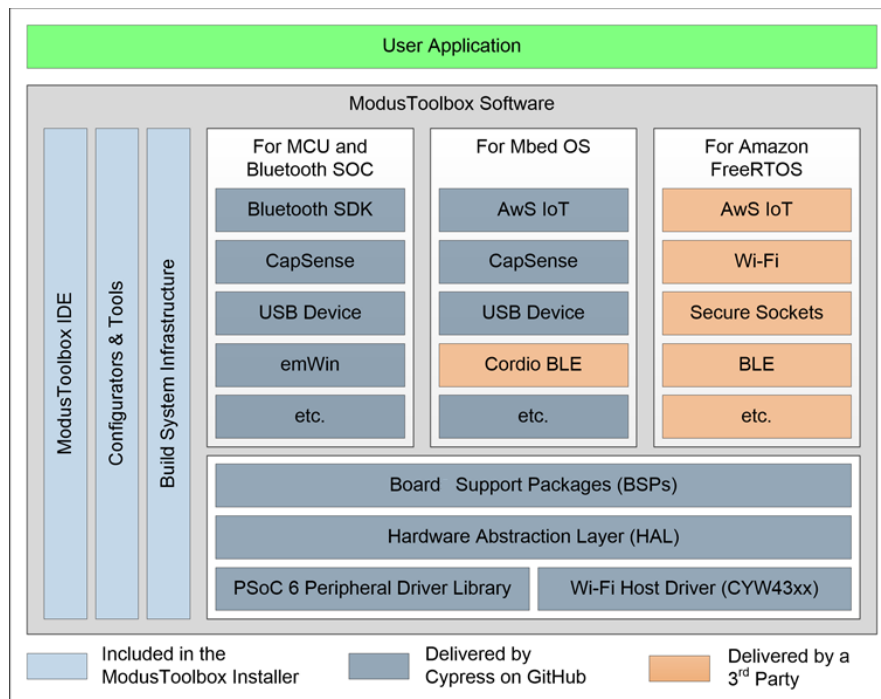 User Application
ModusToolbox Software
ModusToolbox IDE
Configurators & Tools
Build System Infrastructure
For MCU and
Bluetooth SOC
Bluetooth SDK
CapSense
USB Device
emWin
etc.
For Mbed OS
AwS IoT
CapSense
USB Device
Cordio BLE
etc.
For Amazon
FreeRTOS
AwS IoT
Wi-Fi
Secure Sockets
BLE
etc.
Board Support Packages (BSPs)
Hardware Abstraction Layer (HAL)
PSoC 6 Peripheral Driver Library
Wi-Fi Host Driver (CYW43xx)
Included in the
ModusToolbox Installer
Delivered by
Cypress on GitHub
Delivered by a
3rd Party